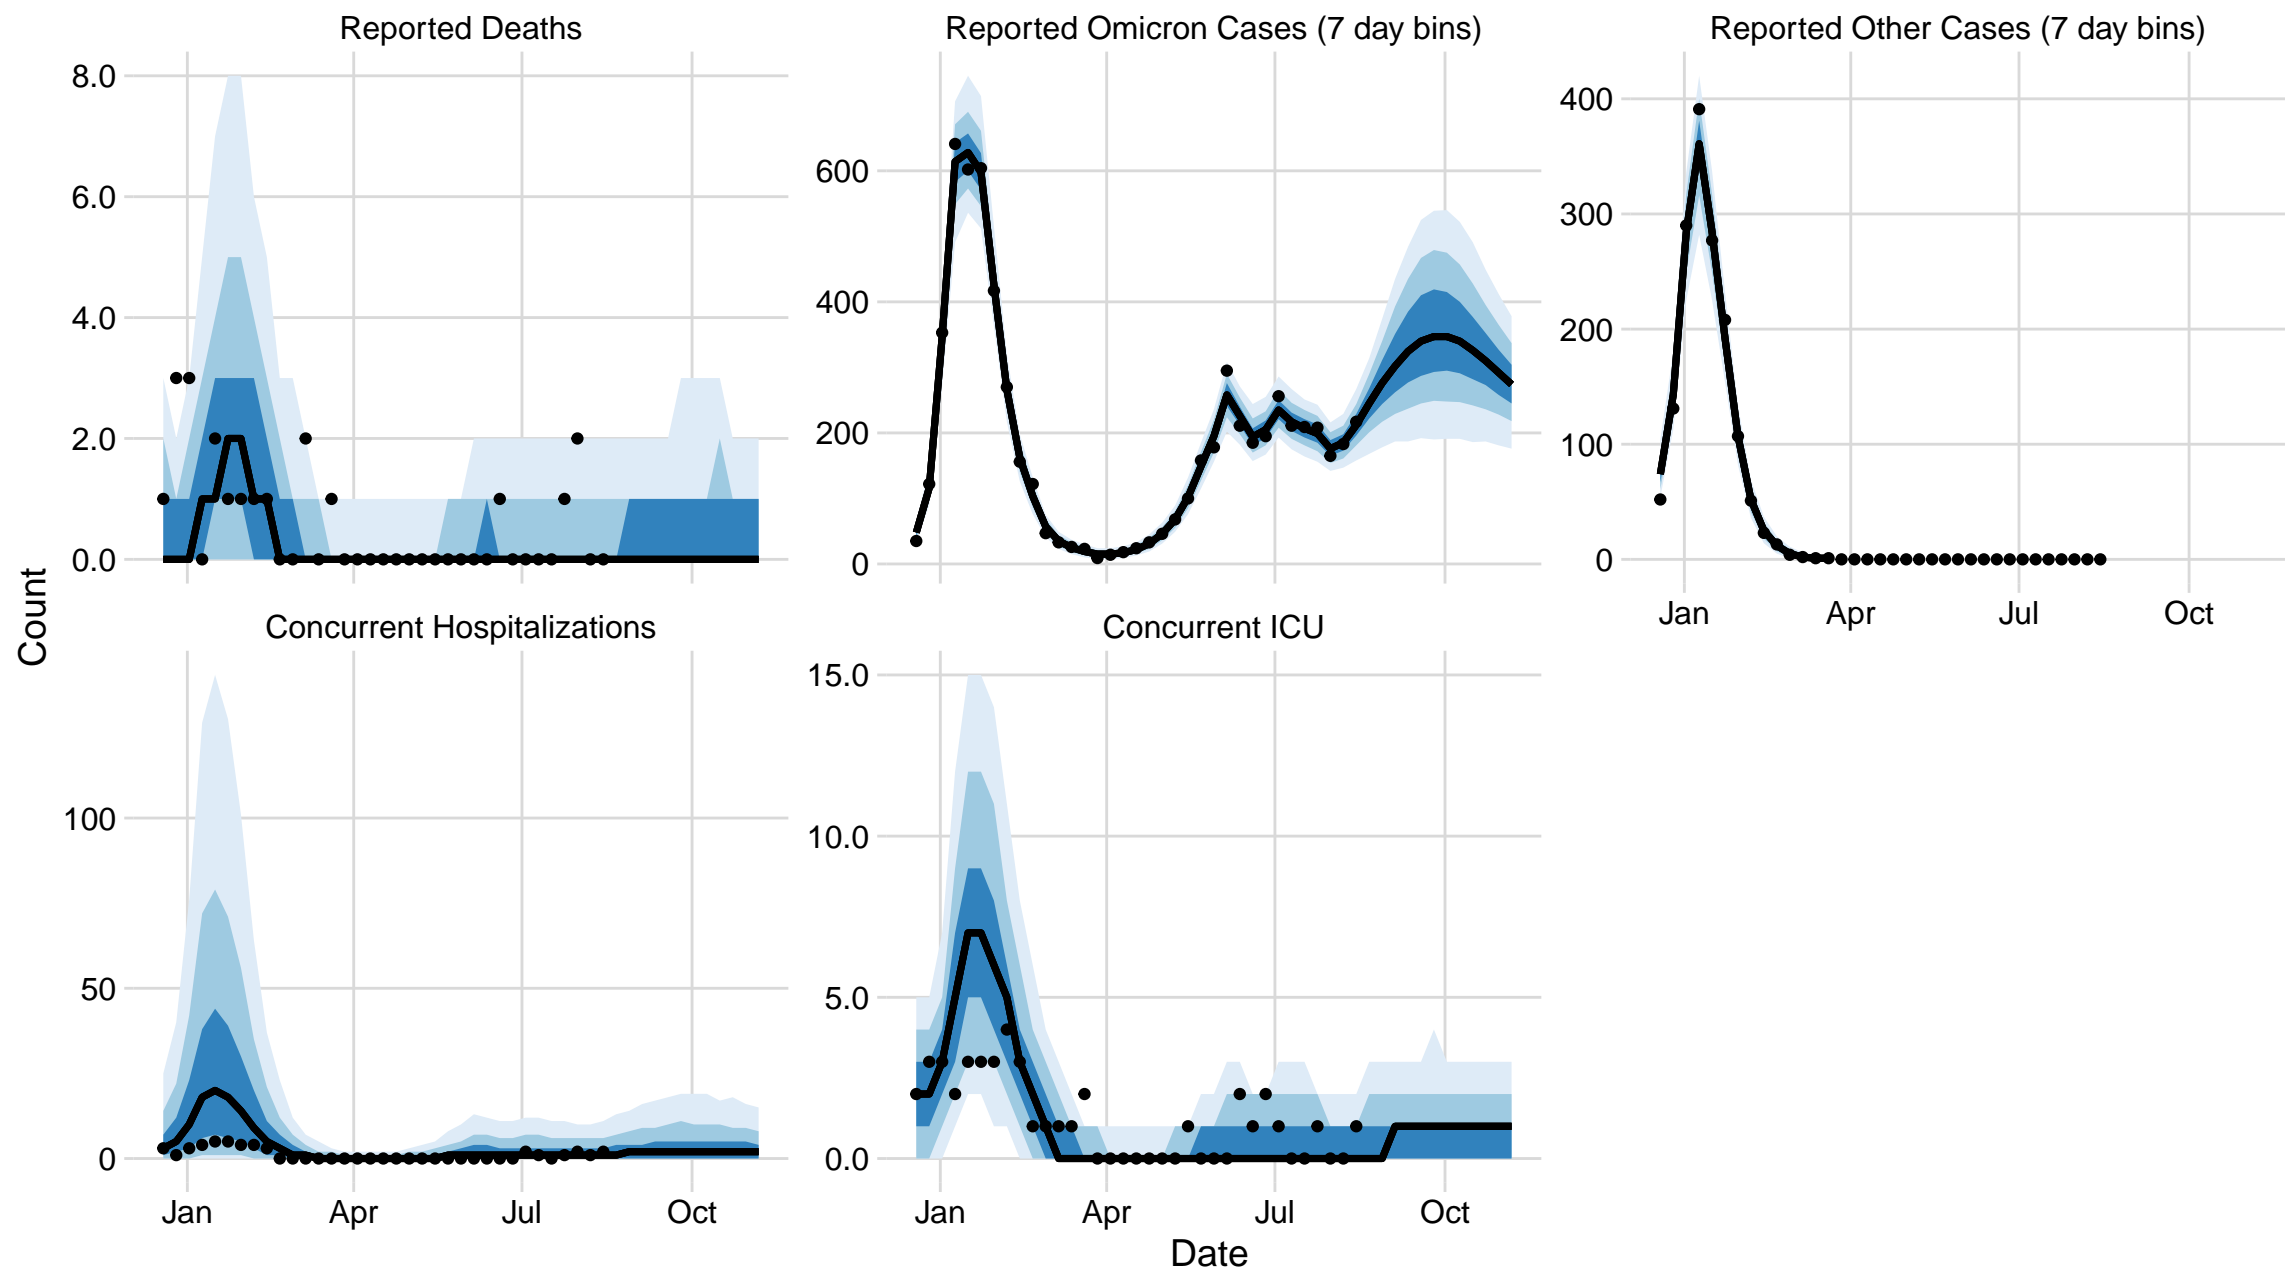 Reported Deaths
Reported Omicron Cases (7 day bins)
Reported Other Cases (7 day bins)
8.0
6.0
4.0
2.0
0.0
600
400
200
0
400
300
200
100
0
Jan Apr Jul Oct
Count
Concurrent Hospitalizations
Concurrent ICU
100
50
0
15.0
10.0
5.0
0.0
Jan Apr Jul Oct
Jan Apr Jul Oct
Date